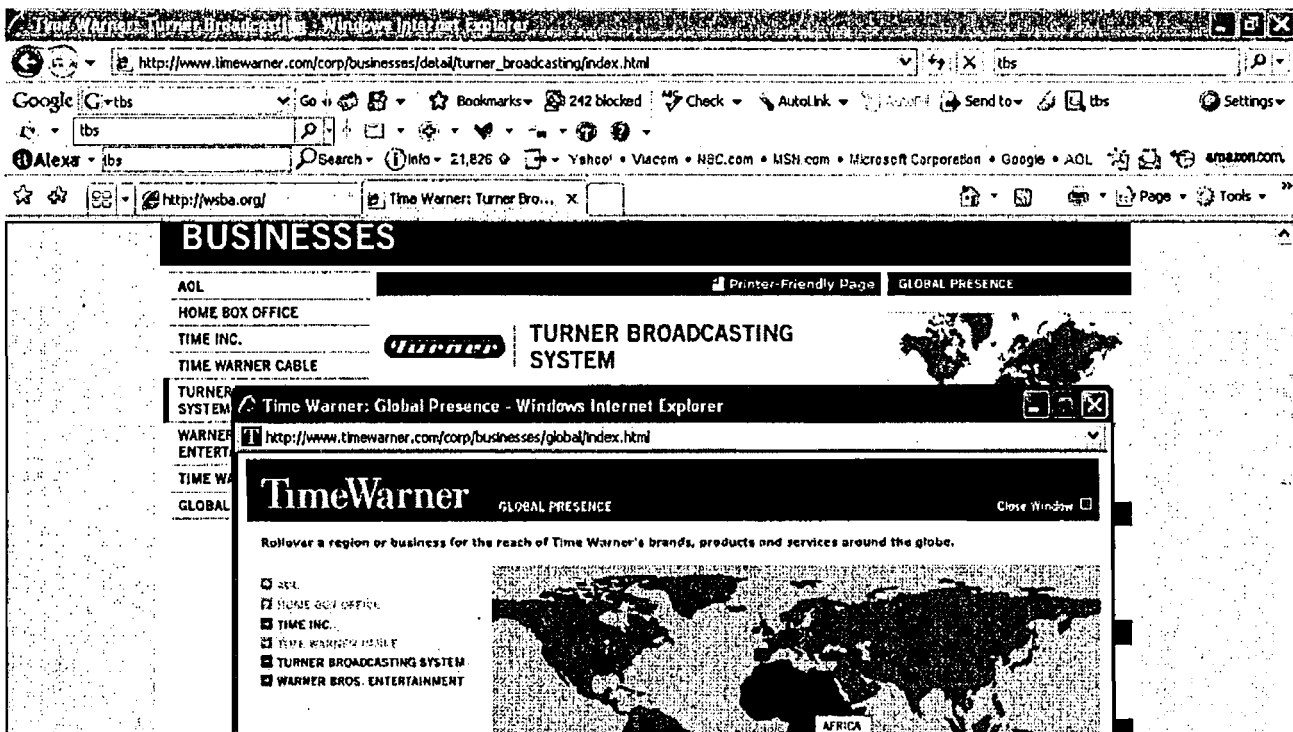 Time Warner: Turner Broadcasting - Windows Internet Explorer
http://www.timewarner.com/corp/businesses/detail/turner_broadcasting/index.html
tbs
Google tbs Go Bookmarks 242 blocked Check AutoLink AutoFill Send to tbs Settings
tbs
Alexa tbs Search Info 21,826 Yahoo! • Viacom • NBC.com • MSN.com • Microsoft Corporation • Google • AOL amazon.com.
http://wsba.org/ Time Warner: Turner Bro... Page Tools »
BUSINESSES
AOL Printer-Friendly Page GLOBAL PRESENCE
HOME BOX OFFICE
TIME INC.
TIME WARNER CABLE
Turner TURNER BROADCASTING
SYSTEM
TURNER
SYSTEM
Time Warner: Global Presence - Windows Internet Explorer
WARNER
ENTERT
http://www.timewarner.com/corp/businesses/global/index.html
TIME WA
GLOBAL
TimeWarner GLOBAL PRESENCE Close Window
Rollover a region or business for the reach of Time Warner's brands, products and services around the globe.
AOL
HOME BOX OFFICE
TIME INC.
TIME WARNER CABLE
TURNER BROADCASTING SYSTEM
WARNER BROS. ENTERTAINMENT
AFRICA